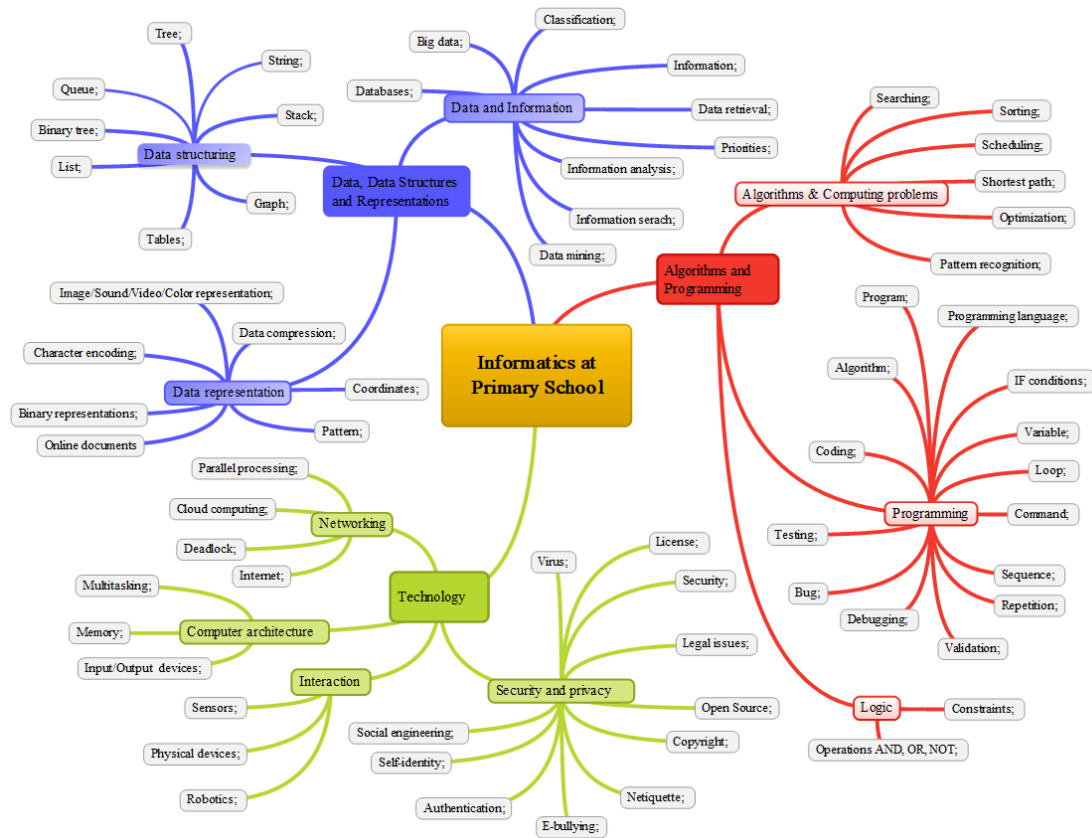 Informatics at
Primary School
Data, Data Structures
and Representations
Data structuring
Tree;
String;
Queue;
Stack;
Binary tree;
List;
Graph;
Tables;
Data and Information
Classification;
Big data;
Information;
Databases;
Data retrieval;
Priorities;
Information analysis;
Information serach;
Data mining;
Data representation
Image/Sound/Video/Color representation;
Data compression;
Character encoding;
Coordinates;
Binary representations;
Online documents
Pattern;
Algorithms and
Programming
Algorithms & Computing problems
Searching;
Sorting;
Scheduling;
Shortest path;
Optimization;
Pattern recognition;
Programming
Program;
Programming language;
Algorithm;
IF conditions;
Variable;
Coding;
Loop;
Command;
Testing;
Sequence;
Bug;
Repetition;
Debugging;
Validation;
Logic
Constraints;
Operations AND, OR, NOT;
Technology
Networking
Parallel processing;
Cloud computing;
Deadlock;
Internet;
Computer architecture
Multitasking;
Memory;
Input/Output devices;
Interaction
Sensors;
Physical devices;
Robotics;
Security and privacy
Virus;
License;
Security;
Legal issues;
Open Source;
Copyright;
Netiquette;
E-bullying;
Authentication;
Self-identity;
Social engineering;